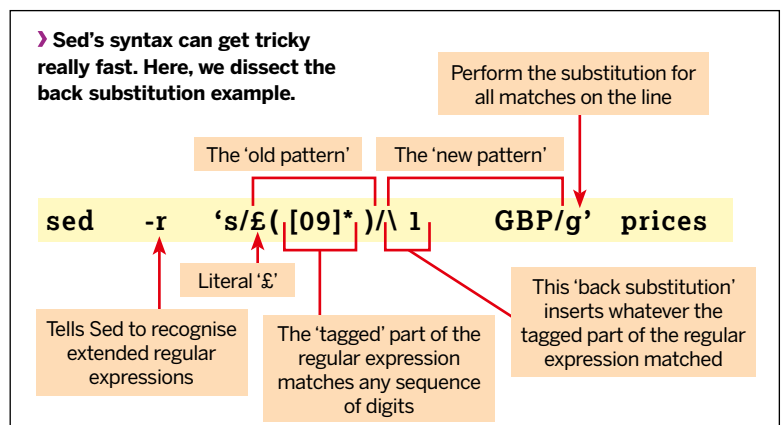 ❯ Sed’s syntax can get tricky
really fast. Here, we dissect the
back substitution example.
Perform the substitution for
all matches on the line
The ‘old pattern’
The ‘new pattern’
sed -r ‘s/£( [09]* )/\ 1 GBP/g’ prices
Literal ‘£’
Tells Sed to recognise
extended regular
expressions
The ‘tagged’ part of the
regular expression
matches any sequence
of digits
This ‘back substitution’
inserts whatever the
tagged part of the regular
expression matched